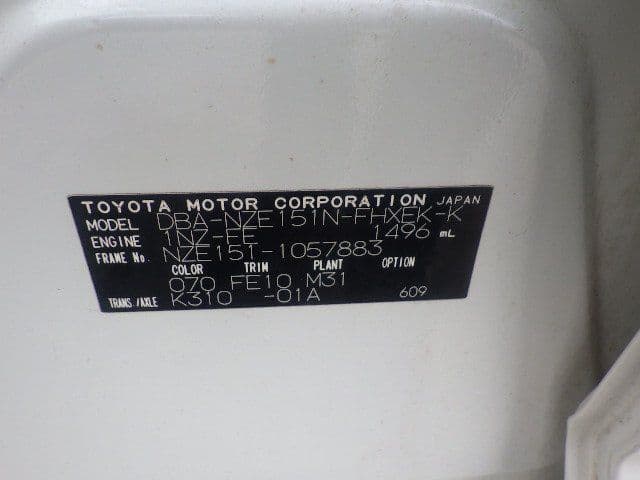 TOYOTA MOTOR CORPORATION JAPAN
MODEL DBA-NZE151N-FHXEK-K
ENGINE 1NZ-FE 1496 mL
FRAME No. NZE151-1057883
COLOR TRIM PLANT OPTION
070 FE10 M31
TRANS./AXLE K310 -01A 609